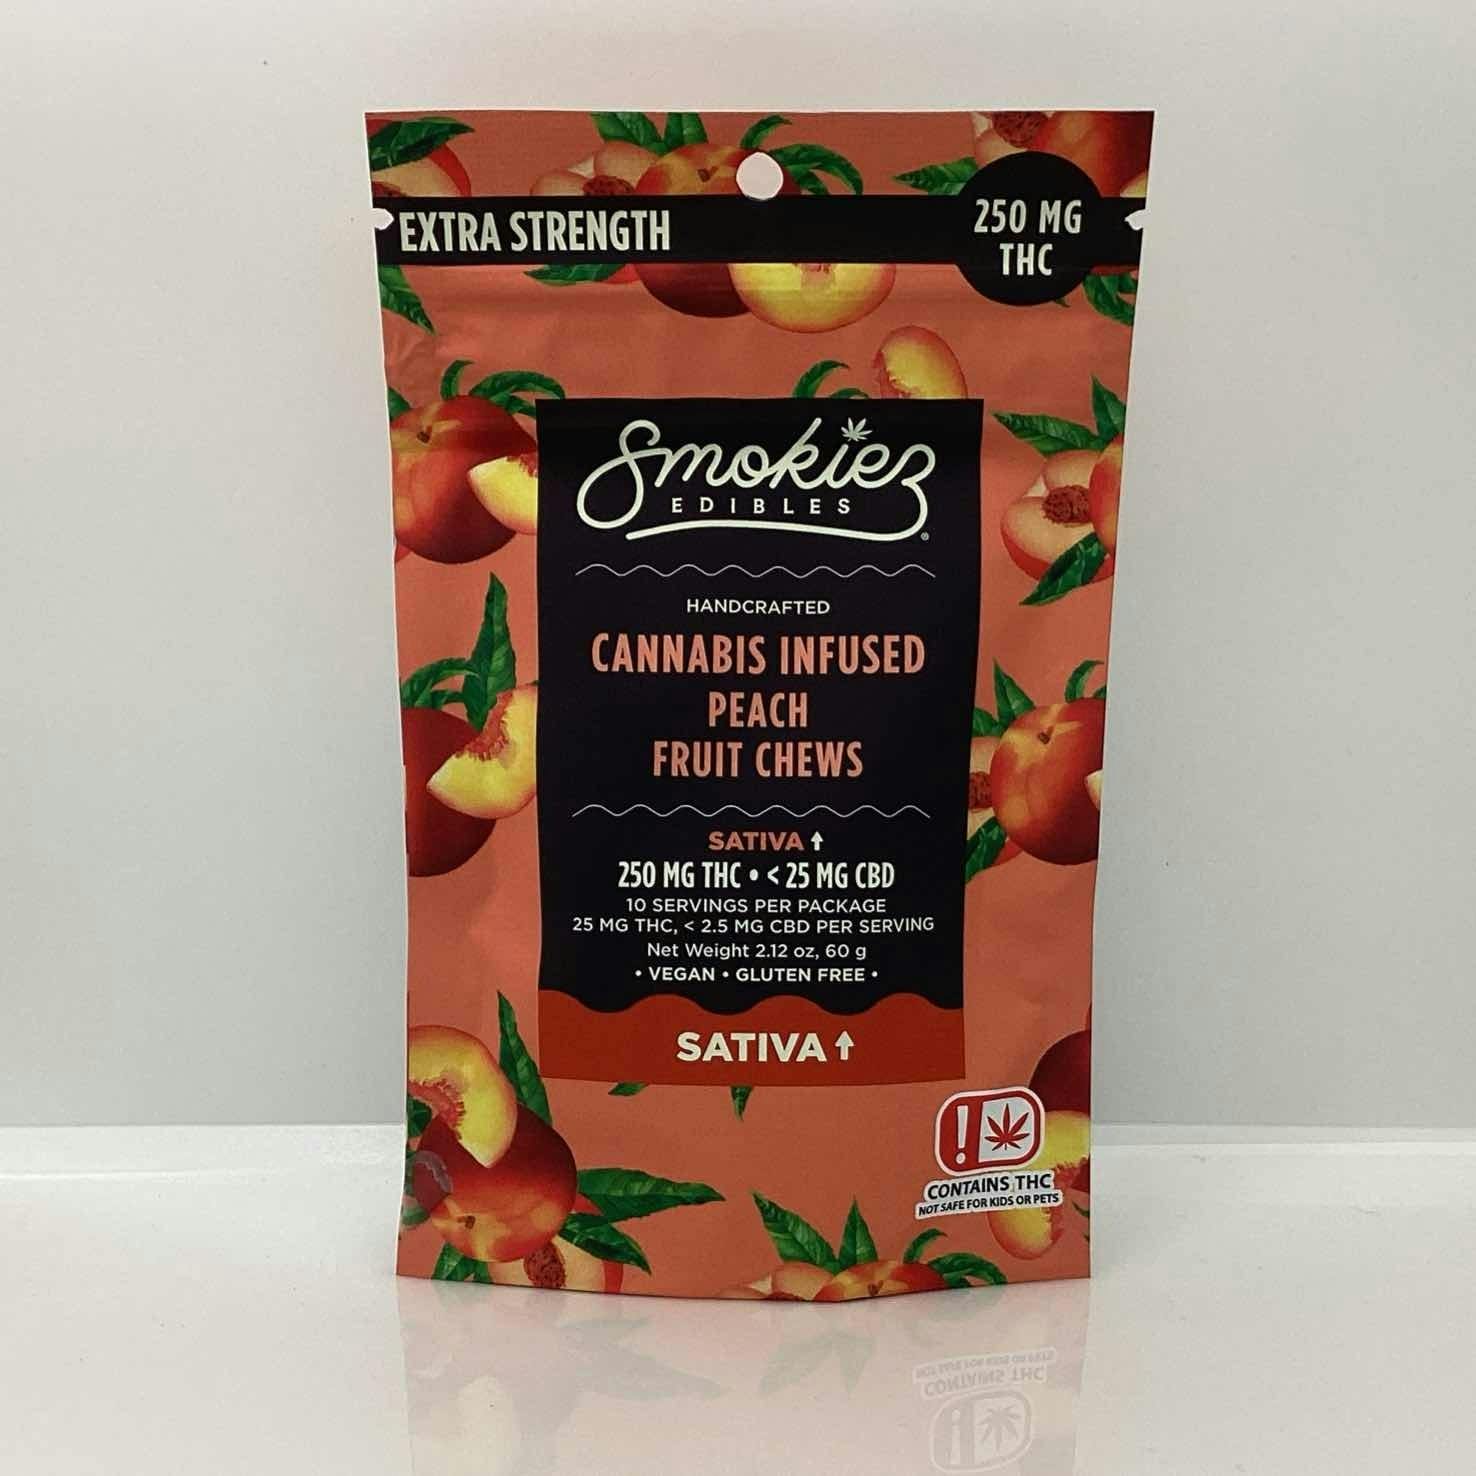 EXTRA STRENGTH
250 MG
THC
Smokiez
EDIBLES®
HANDCRAFTED
CANNABIS INFUSED
PEACH
FRUIT CHEWS
SATIVA ↑
250 MG THC • < 25 MG CBD
10 SERVINGS PER PACKAGE
25 MG THC, < 2.5 MG CBD PER SERVING
Net Weight 2.12 oz, 60 g
• VEGAN • GLUTEN FREE •
SATIVA ↑
!
CONTAINS THC
NOT SAFE FOR KIDS OR PETS